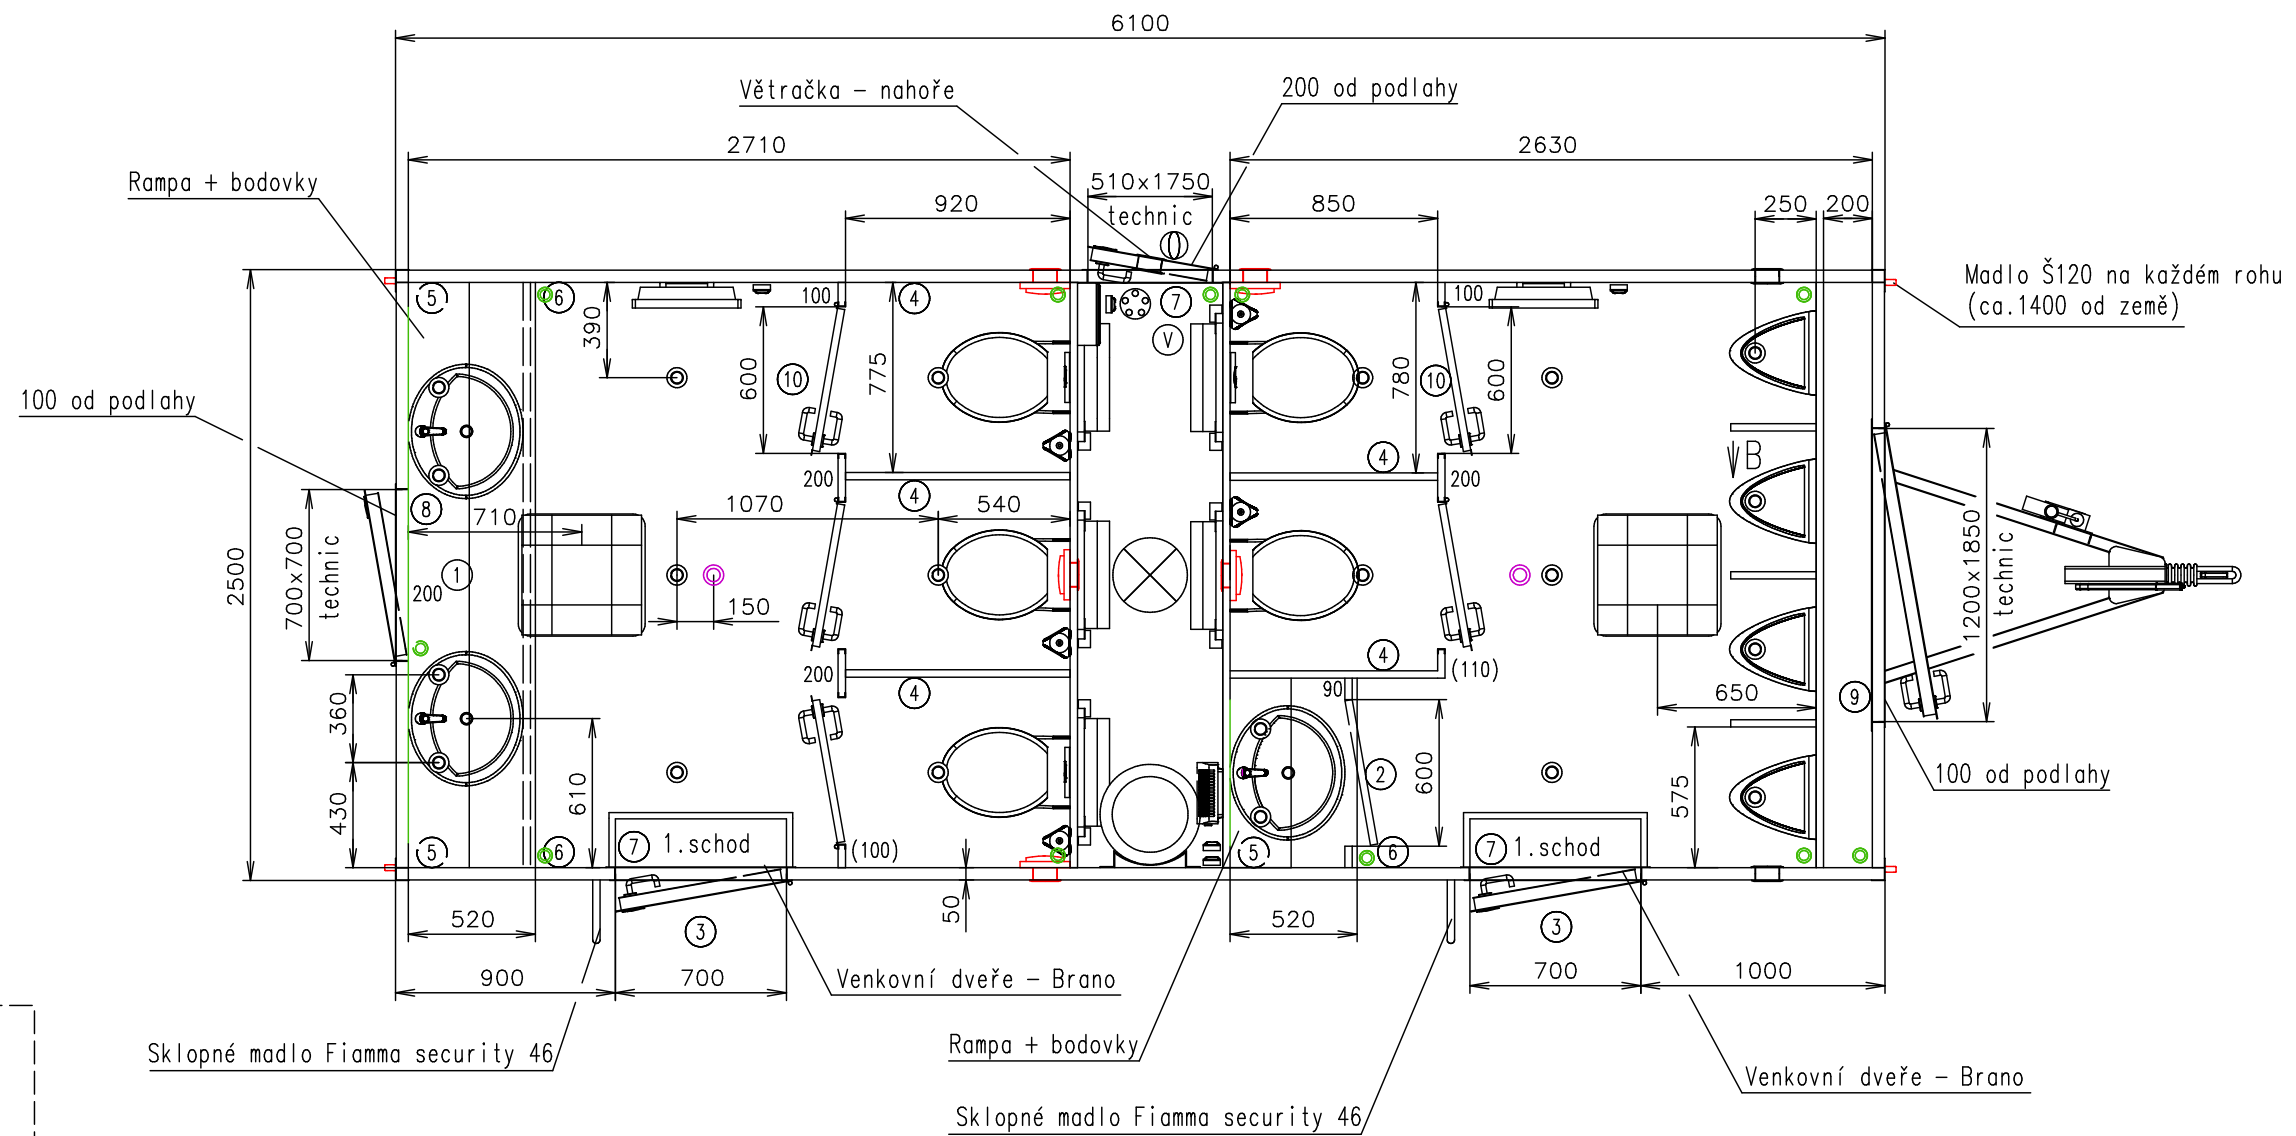 6100
Větračka – nahoře
200 od podlahy
2710
2630
Rampa + bodovky
510x1750
technic
920
850
250
200
Madlo Š120 na každém rohu
(ca.1400 od země)
5
6
100
4
7
100
V
390
600
10
775
780
10
600
2500
100 od podlahy
4
B
200
200
8
4
1070
540
710
700x700
technic
1
200
150
1200x1850
technic
4
(110)
200
4
90
650
9
360
610
600
2
575
100 od podlahy
430
5
6
7
1.schod
(100)
5
6
7
1.schod
50
520
3
520
3
900
700
Venkovní dveře – Brano
700
1000
Sklopné madlo Fiamma security 46
Rampa + bodovky
Venkovní dveře – Brano
Sklopné madlo Fiamma security 46